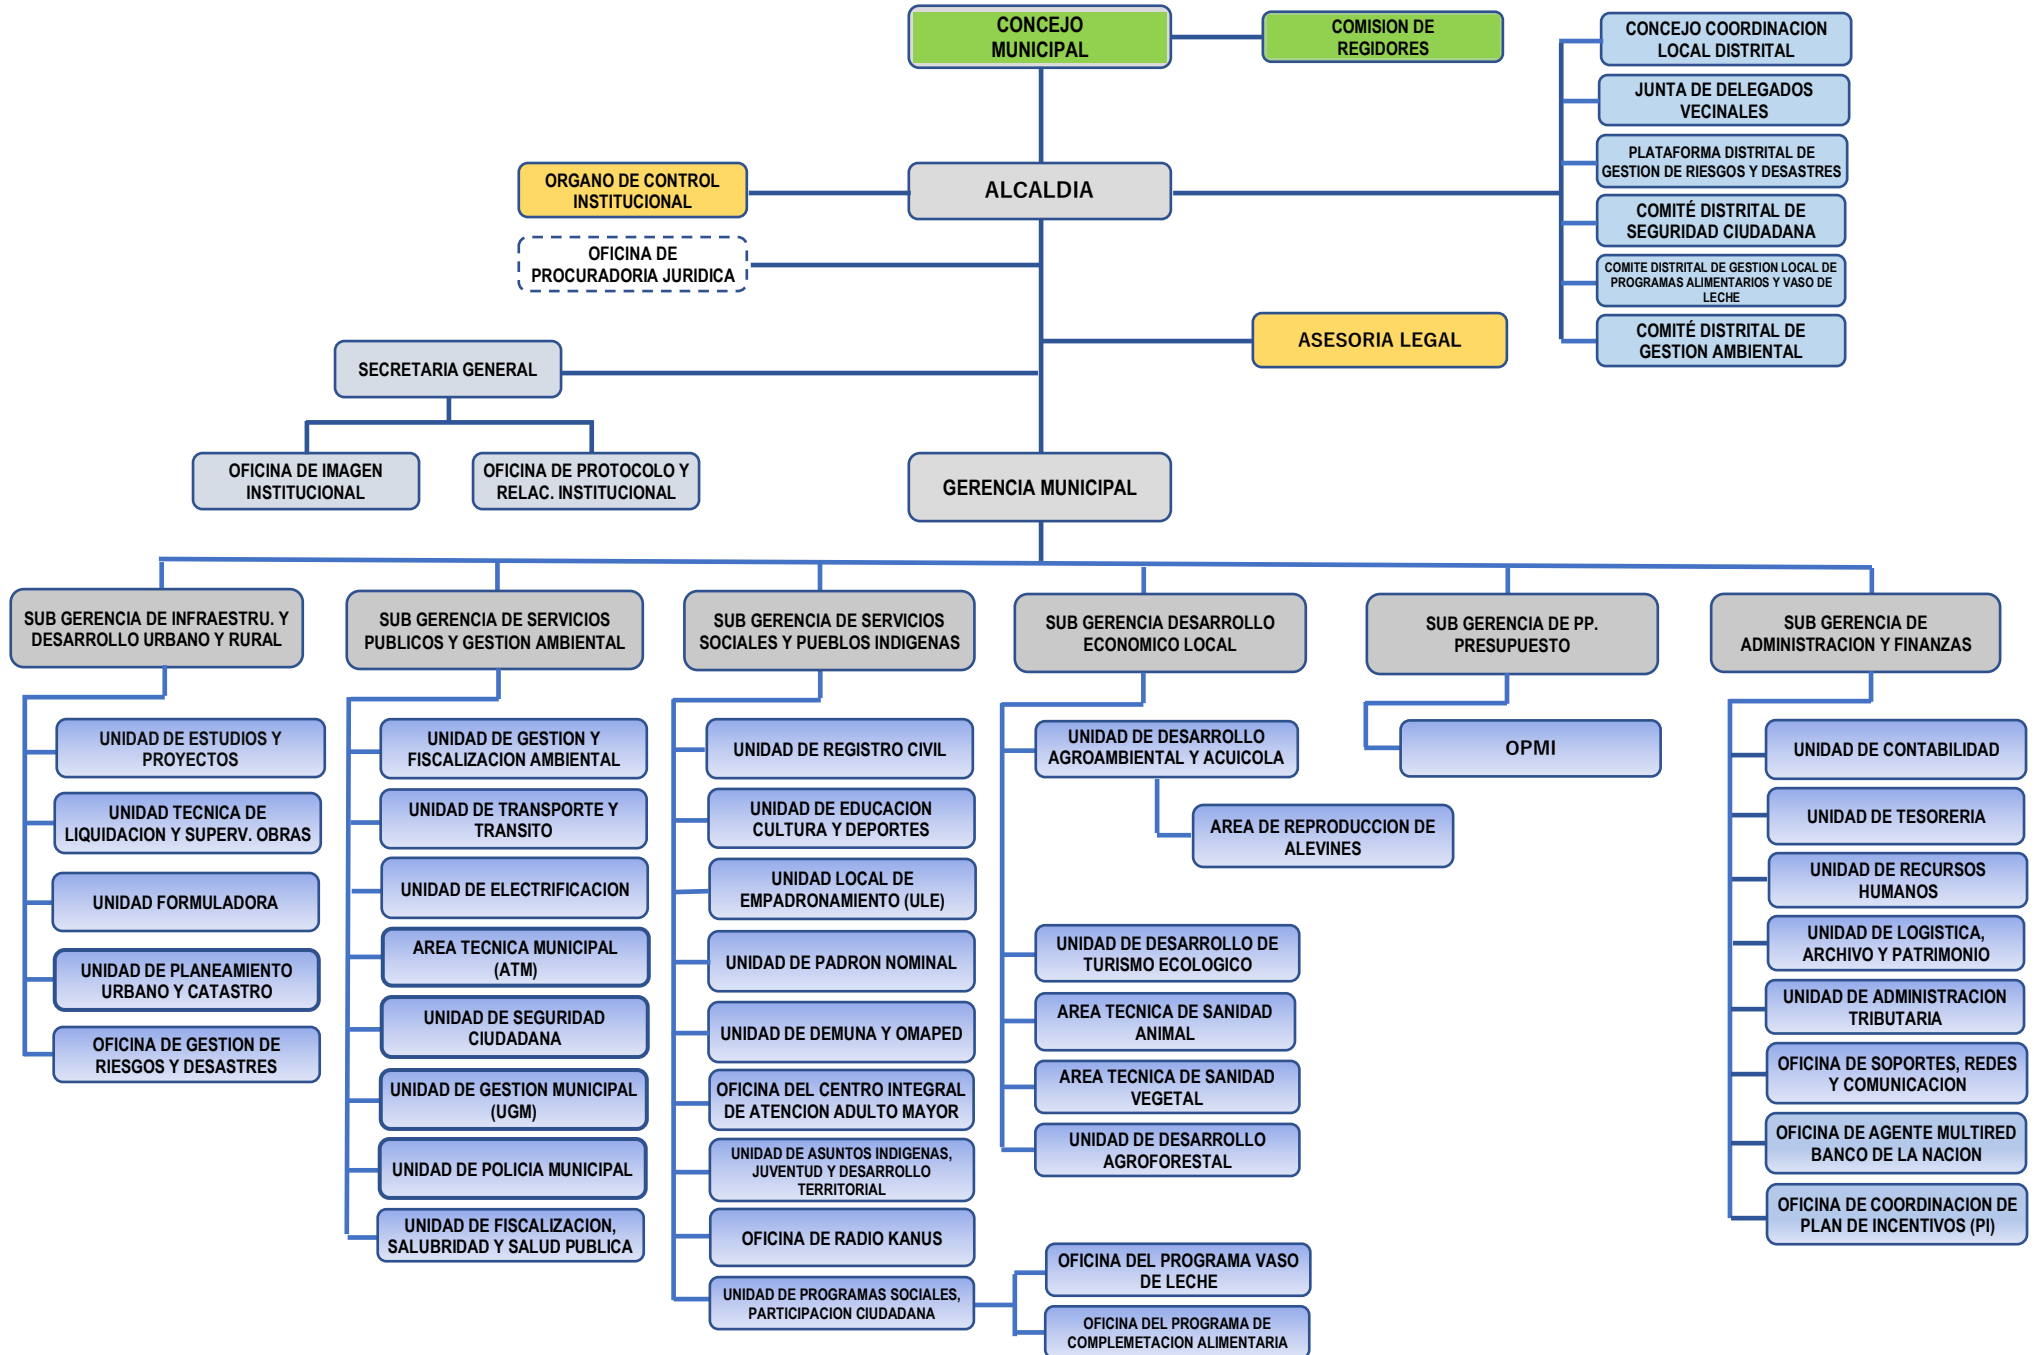 CONCEJO
MUNICIPAL
COMISION DE
REGIDORES
CONCEJO COORDINACION
LOCAL DISTRITAL
JUNTA DE DELEGADOS
VECINALES
PLATAFORMA DISTRITAL DE
GESTION DE RIESGOS Y DESASTRES
COMITÉ DISTRITAL DE
SEGURIDAD CIUDADANA
COMITE DISTRITAL DE GESTION LOCAL DE
PROGRAMAS ALIMENTARIOS Y VASO DE
LECHE
COMITÉ DISTRITAL DE
GESTION AMBIENTAL
ORGANO DE CONTROL
INSTITUCIONAL
ALCALDIA
OFICINA DE
PROCURADORIA JURIDICA
ASESORIA LEGAL
SECRETARIA GENERAL
OFICINA DE IMAGEN
INSTITUCIONAL
OFICINA DE PROTOCOLO Y
RELAC. INSTITUCIONAL
GERENCIA MUNICIPAL
SUB GERENCIA DE INFRAESTRU. Y
DESARROLLO URBANO Y RURAL
UNIDAD DE ESTUDIOS Y
PROYECTOS
UNIDAD TECNICA DE
LIQUIDACION Y SUPERV. OBRAS
UNIDAD FORMULADORA
UNIDAD DE PLANEAMIENTO
URBANO Y CATASTRO
OFICINA DE GESTION DE
RIESGOS Y DESASTRES
SUB GERENCIA DE SERVICIOS
PUBLICOS Y GESTION AMBIENTAL
UNIDAD DE GESTION Y
FISCALIZACION AMBIENTAL
UNIDAD DE TRANSPORTE Y
TRANSITO
UNIDAD DE ELECTRIFICACION
AREA TECNICA MUNICIPAL
(ATM)
UNIDAD DE SEGURIDAD
CIUDADANA
UNIDAD DE GESTION MUNICIPAL
(UGM)
UNIDAD DE POLICIA MUNICIPAL
UNIDAD DE FISCALIZACION,
SALUBRIDAD Y SALUD PUBLICA
SUB GERENCIA DE SERVICIOS
SOCIALES Y PUEBLOS INDIGENAS
UNIDAD DE REGISTRO CIVIL
UNIDAD DE EDUCACION
CULTURA Y DEPORTES
UNIDAD LOCAL DE
EMPADRONAMIENTO (ULE)
UNIDAD DE PADRON NOMINAL
UNIDAD DE DEMUNA Y OMAPED
OFICINA DEL CENTRO INTEGRAL
DE ATENCION ADULTO MAYOR
UNIDAD DE ASUNTOS INDIGENAS,
JUVENTUD Y DESARROLLO
TERRITORIAL
OFICINA DE RADIO KANUS
UNIDAD DE PROGRAMAS SOCIALES,
PARTICIPACION CIUDADANA
OFICINA DEL PROGRAMA VASO
DE LECHE
OFICINA DEL PROGRAMA DE
COMPLEMETACION ALIMENTARIA
SUB GERENCIA DESARROLLO
ECONOMICO LOCAL
UNIDAD DE DESARROLLO
AGROAMBIENTAL Y ACUICOLA
AREA DE REPRODUCCION DE
ALEVINES
UNIDAD DE DESARROLLO DE
TURISMO ECOLOGICO
AREA TECNICA DE SANIDAD
ANIMAL
AREA TECNICA DE SANIDAD
VEGETAL
UNIDAD DE DESARROLLO
AGROFORESTAL
SUB GERENCIA DE PP.
PRESUPUESTO
OPMI
SUB GERENCIA DE
ADMINISTRACION Y FINANZAS
UNIDAD DE CONTABILIDAD
UNIDAD DE TESORERIA
UNIDAD DE RECURSOS
HUMANOS
UNIDAD DE LOGISTICA,
ARCHIVO Y PATRIMONIO
UNIDAD DE ADMINISTRACION
TRIBUTARIA
OFICINA DE SOPORTES, REDES
Y COMUNICACION
OFICINA DE AGENTE MULTIRED
BANCO DE LA NACION
OFICINA DE COORDINACION DE
PLAN DE INCENTIVOS (PI)